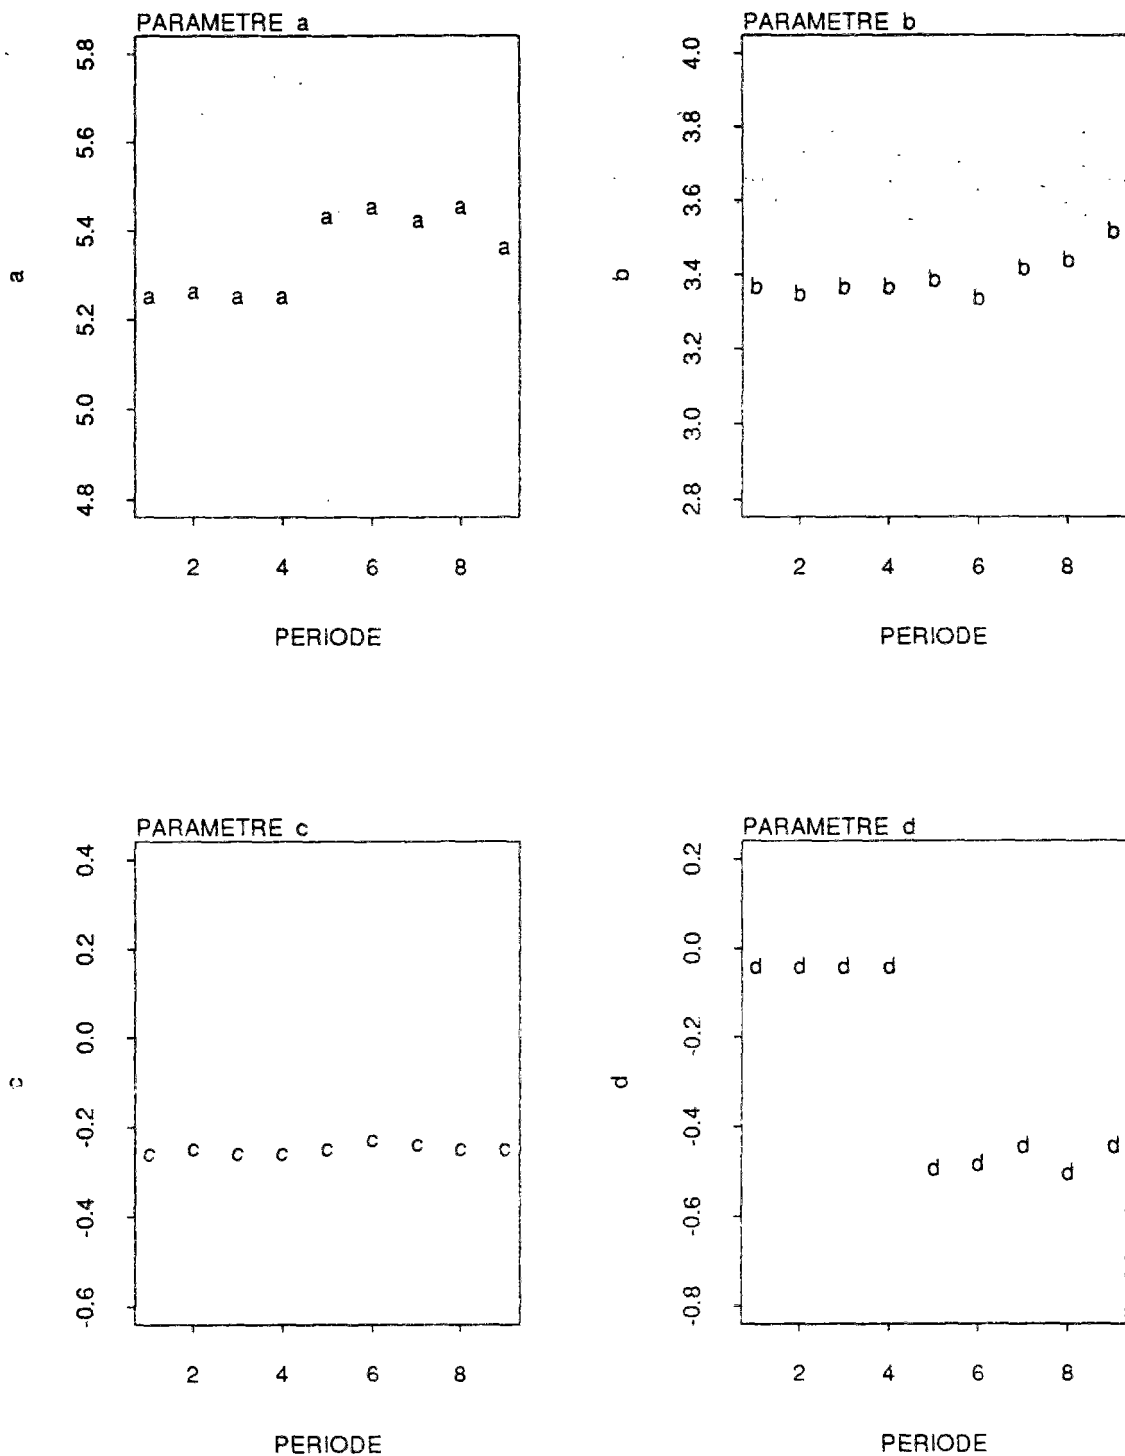 PARAMETRE a
a
5.8
5.6
5.4
5.2
5.0
4.8
a a a a a a a a a
2 4 6 8
PERIODE
PARAMETRE b
b
4.0
3.8
3.6
3.4
3.2
3.0
2.8
b b b b b b b b b
2 4 6 8
PERIODE
PARAMETRE c
c
0.4
0.2
0.0
-0.2
-0.4
-0.6
c c c c c c c c c
2 4 6 8
PERIODE
PARAMETRE d
d
0.2
0.0
-0.2
-0.4
-0.6
-0.8
d d d d d d d d d
2 4 6 8
PERIODE